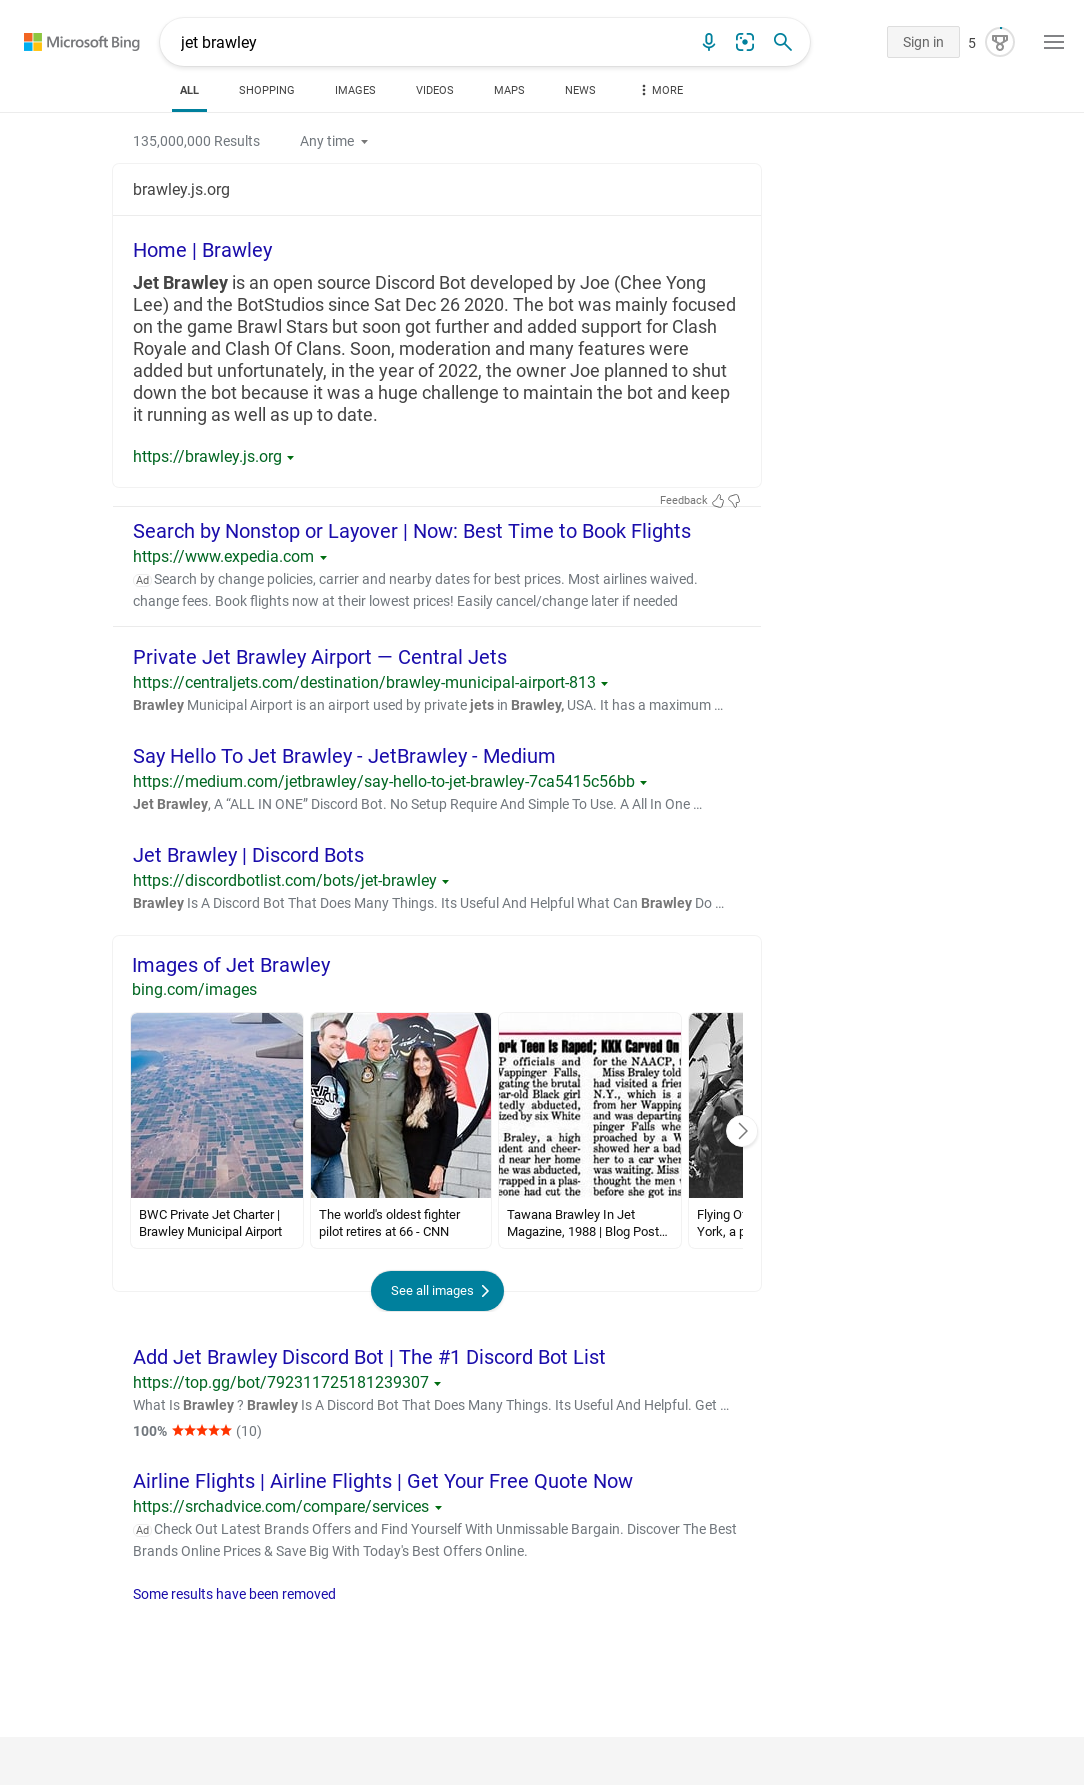 Microsoft Bing
jet brawley
Sign in
5
ALL
SHOPPING
IMAGES
VIDEOS
MAPS
NEWS
MORE
135,000,000 Results
Any time
brawley.js.org
Home | Brawley
Jet Brawley is an open source Discord Bot developed by Joe (Chee Yong
Lee) and the BotStudios since Sat Dec 26 2020. The bot was mainly focused
on the game Brawl Stars but soon got further and added support for Clash
Royale and Clash Of Clans. Soon, moderation and many features were
added but unfortunately, in the year of 2022, the owner Joe planned to shut
down the bot because it was a huge challenge to maintain the bot and keep
it running as well as up to date.
https://brawley.js.org
Feedback
Search by Nonstop or Layover | Now: Best Time to Book Flights
https://www.expedia.com
Ad Search by change policies, carrier and nearby dates for best prices. Most airlines waived.
change fees. Book flights now at their lowest prices! Easily cancel/change later if needed
Private Jet Brawley Airport — Central Jets
https://centraljets.com/destination/brawley-municipal-airport-813
Brawley Municipal Airport is an airport used by private jets in Brawley, USA. It has a maximum ...
Say Hello To Jet Brawley - JetBrawley - Medium
https://medium.com/jetbrawley/say-hello-to-jet-brawley-7ca5415c56bb
Jet Brawley, A “ALL IN ONE” Discord Bot. No Setup Require And Simple To Use. A All In One ...
Jet Brawley | Discord Bots
https://discordbotlist.com/bots/jet-brawley
Brawley Is A Discord Bot That Does Many Things. Its Useful And Helpful What Can Brawley Do ...
Images of Jet Brawley
bing.com/images
ork Teen Is Raped; KKK Carved On
P officials and
Wappinger Falls,
gating the brutal
ear-old Black girl
tedly abducted,
ized by six White
Braley, a high
dent and cheer-
d near her home
he was abducted,
wrapped in a plas-
eone had cut the
for the NAACP, t
Miss Braley told
had visited a frie
N.Y., which is a
from her Wapping
and was departing
pinger Falls whe
proached by a W
showed her a bad
her to a car when
was waiting. Miss
thought the men
before she got ins
BWC Private Jet Charter |
Brawley Municipal Airport
The world's oldest fighter
pilot retires at 66 - CNN
Tawana Brawley In Jet
Magazine, 1988 | Blog Post...
Flying O
York, a p
See all images
Add Jet Brawley Discord Bot | The #1 Discord Bot List
https://top.gg/bot/792311725181239307
What Is Brawley ? Brawley Is A Discord Bot That Does Many Things. Its Useful And Helpful. Get ...
100% (10)
Airline Flights | Airline Flights | Get Your Free Quote Now
https://srchadvice.com/compare/services
Ad Check Out Latest Brands Offers and Find Yourself With Unmissable Bargain. Discover The Best
Brands Online Prices & Save Big With Today's Best Offers Online.
Some results have been removed